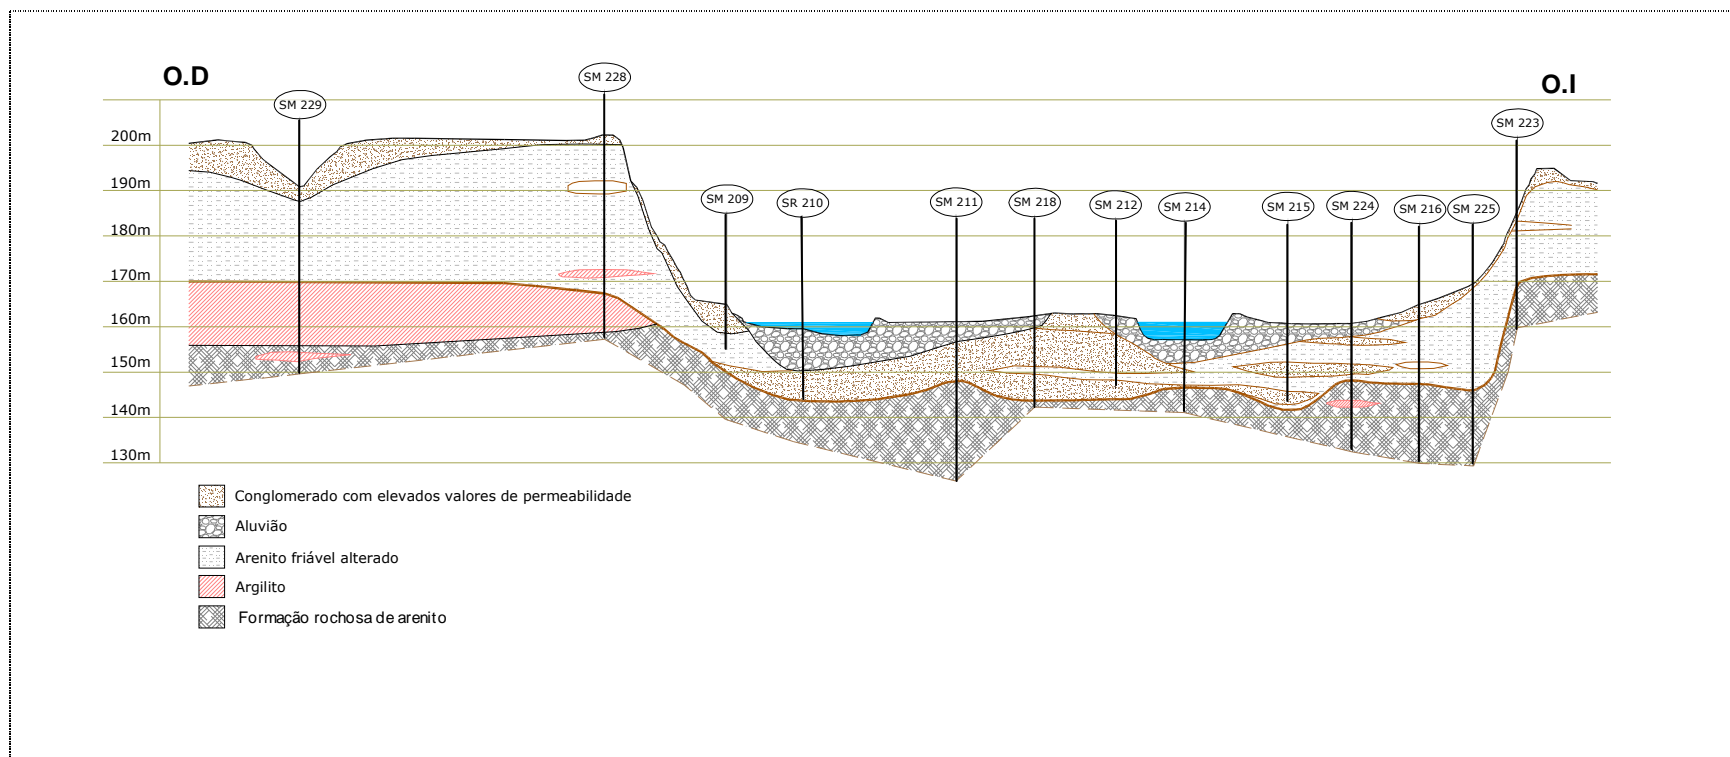 O.D
O.I
SM 228
SM 229
SM 223
SM 209
SR 210
SM 211
SM 218
SM 212
SM 214
SM 215
SM 224
SM 216
SM 225
200m
190m
180m
170m
160m
150m
140m
130m
Conglomerado com elevados valores de permeabilidade
Aluvião
Arenito friável alterado
Argilito
Formação rochosa de arenito